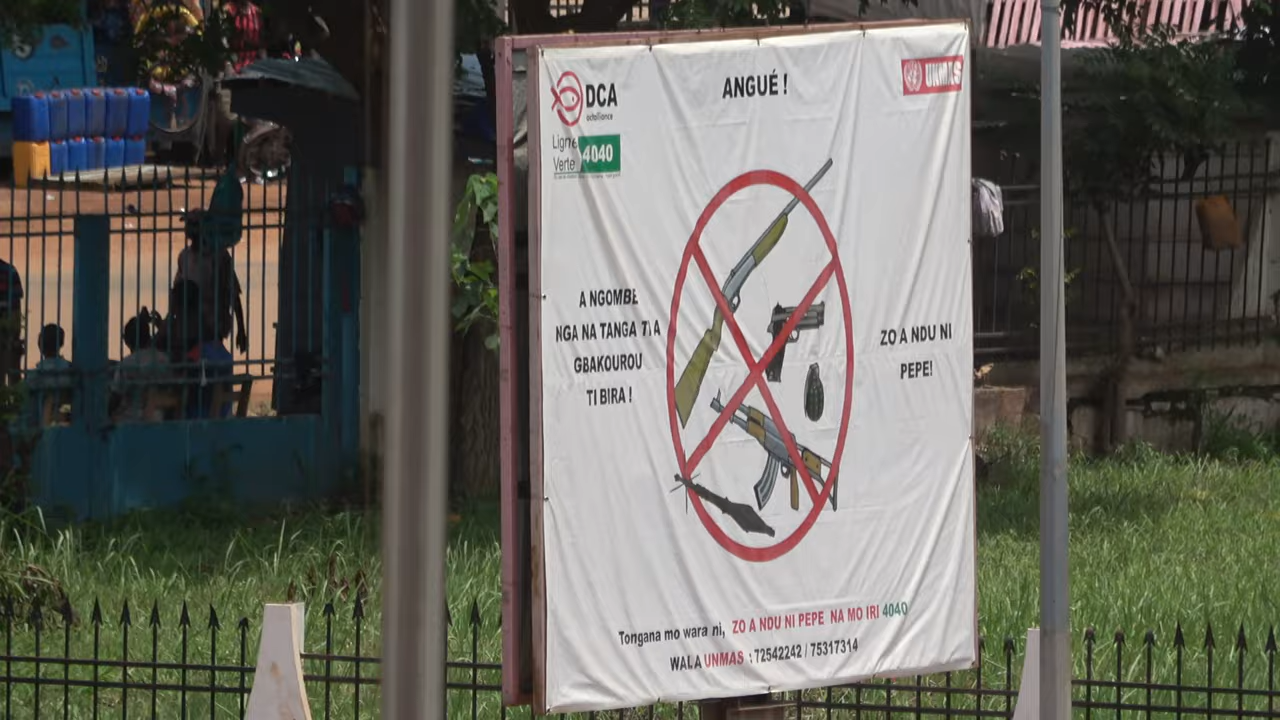 DCA
actalliance
Ligne
Verte 4040
ANGUÉ !
UNMAS
A NGOMBE
NGA NA TANGA TI A
GBAKOUROU
TI BIRA !
ZO A NDU NI
PEPE!
Tongana mo wara ni, ZO A NDU NI PEPE NA MO IRI 4040
WALA UNMAS : 72542242 / 75317314